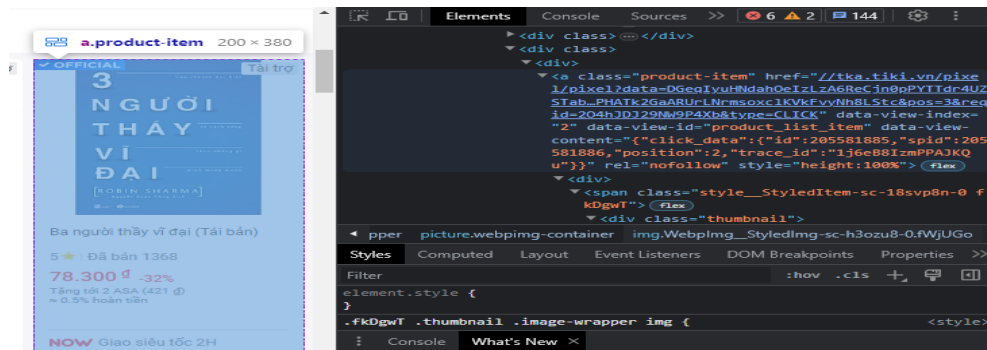 a.product-item 200 × 380
OFFICIAL
Tài trợ
3
NGƯỜI
THẦY
VĨ
ĐẠI
[ROBIN SHARMA]
Ba người thầy vĩ đại (Tái bản)
5 Đã bán 1368
78.300 ₫ -32%
Tặng tới 2 ASA (421 ₫)
≈ 0.5% hoàn tiền
NOW Giao siêu tốc 2H
Elements Console Sources >> 6 2 144
<div class>…</div>
<div class>
<div>
<a class="product-item" href="//tka.tiki.vn/pixe
l/pixel?data=DGeqIyuHNdahOeIzLzA6ReCjn0pPYTTdr4UZ
STab…PHATk2GaARUrLNrmsoxclKVkFvyNh8LStc&pos=3&req
id=2O4hJDJ29NW9P4Xb&type=CLICK" data-view-index=
"2" data-view-id="product_list_item" data-view-
content="{"click_data":{"id":205581885,"spid":205
581886,"position":2,"trace_id":"1j6eB8IzmPPAJKQ
u"}}" rel="nofollow" style="height:100%"> flex
<div>
<span class="style__StyledItem-sc-18svp8n-0 f
kDgwT"> flex
<div class="thumbnail">
pper picture.webpimg-container img.WebpImg__StyledImg-sc-h3ozu8-0.fWjUGo
Styles Computed Layout Event Listeners DOM Breakpoints Properties >>
Filter :hov .cls
element.style {
}
.fkDgwT .thumbnail .image-wrapper img { <style>
Console What's New ×